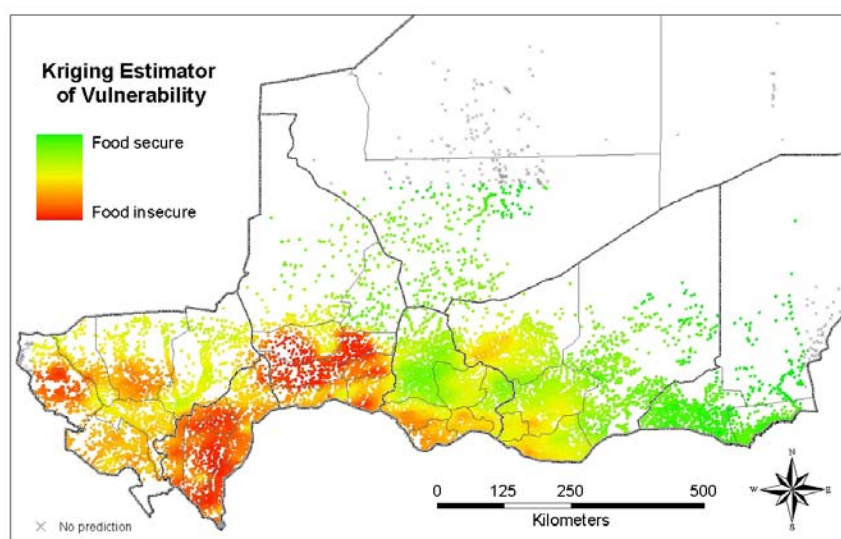 Kriging Estimator
of Vulnerability
Food secure
Food insecure
N
W E
S
0 125 250 500
Kilometers
No prediction